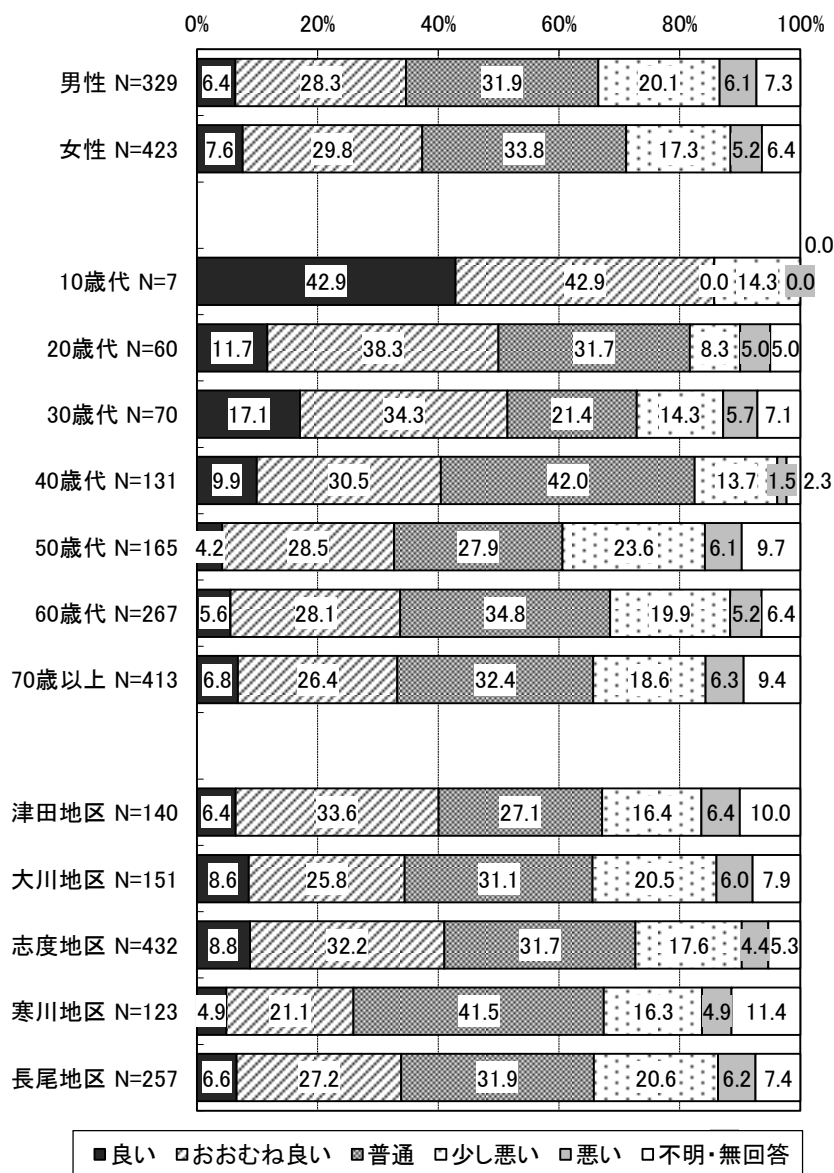 0% 20% 40% 60% 80% 100%
男性 N=329 6.4 28.3 31.9 20.1 6.1 7.3
女性 N=423 7.6 29.8 33.8 17.3 5.2 6.4
0.0
10歳代 N=7 42.9 42.9 0.0 14.3 0.0
20歳代 N=60 11.7 38.3 31.7 8.3 5.0 5.0
30歳代 N=70 17.1 34.3 21.4 14.3 5.7 7.1
40歳代 N=131 9.9 30.5 42.0 13.7 1.5 2.3
50歳代 N=165 4.2 28.5 27.9 23.6 6.1 9.7
60歳代 N=267 5.6 28.1 34.8 19.9 5.2 6.4
70歳以上 N=413 6.8 26.4 32.4 18.6 6.3 9.4
津田地区 N=140 6.4 33.6 27.1 16.4 6.4 10.0
大川地区 N=151 8.6 25.8 31.1 20.5 6.0 7.9
志度地区 N=432 8.8 32.2 31.7 17.6 4.4 5.3
寒川地区 N=123 4.9 21.1 41.5 16.3 4.9 11.4
長尾地区 N=257 6.6 27.2 31.9 20.6 6.2 7.4
良い おおむね良い 普通 少し悪い 悪い 不明・無回答